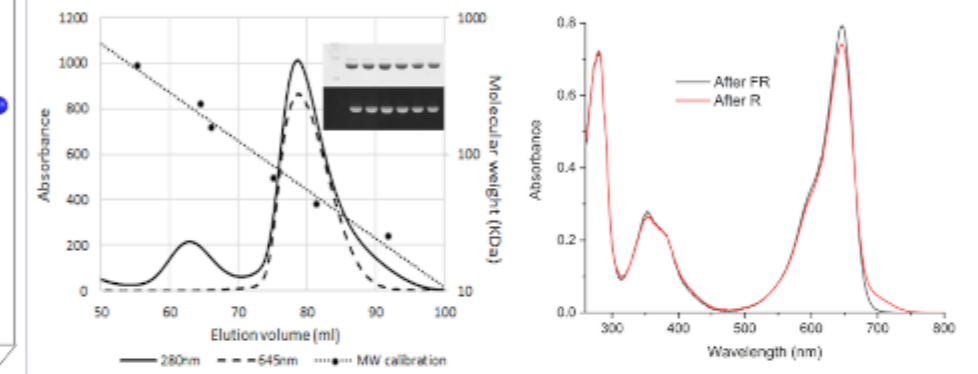 1200
1000
800
600
400
200
0
Absorbance
50 60 70 80 90 100
Elution volume (ml)
1000
100
10
Molecular weight (KDa)
280nm 645nm MW calibration
0.8
0.6
0.4
0.2
0.0
Absorbance
After FR
After R
300 400 500 600 700 800
Wavelength (nm)